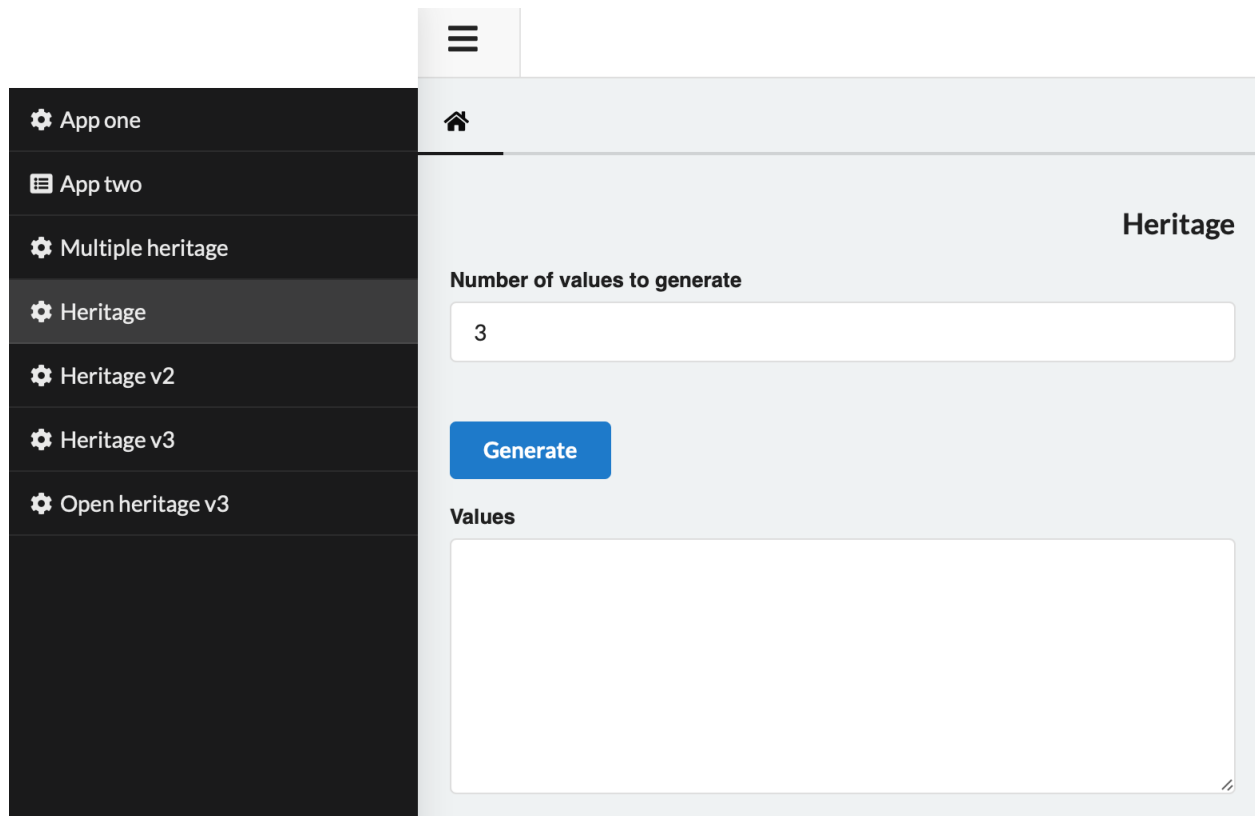 App one
App two
Multiple heritage
Heritage
Heritage v2
Heritage v3
Open heritage v3
Heritage
Number of values to generate
3
Generate
Values